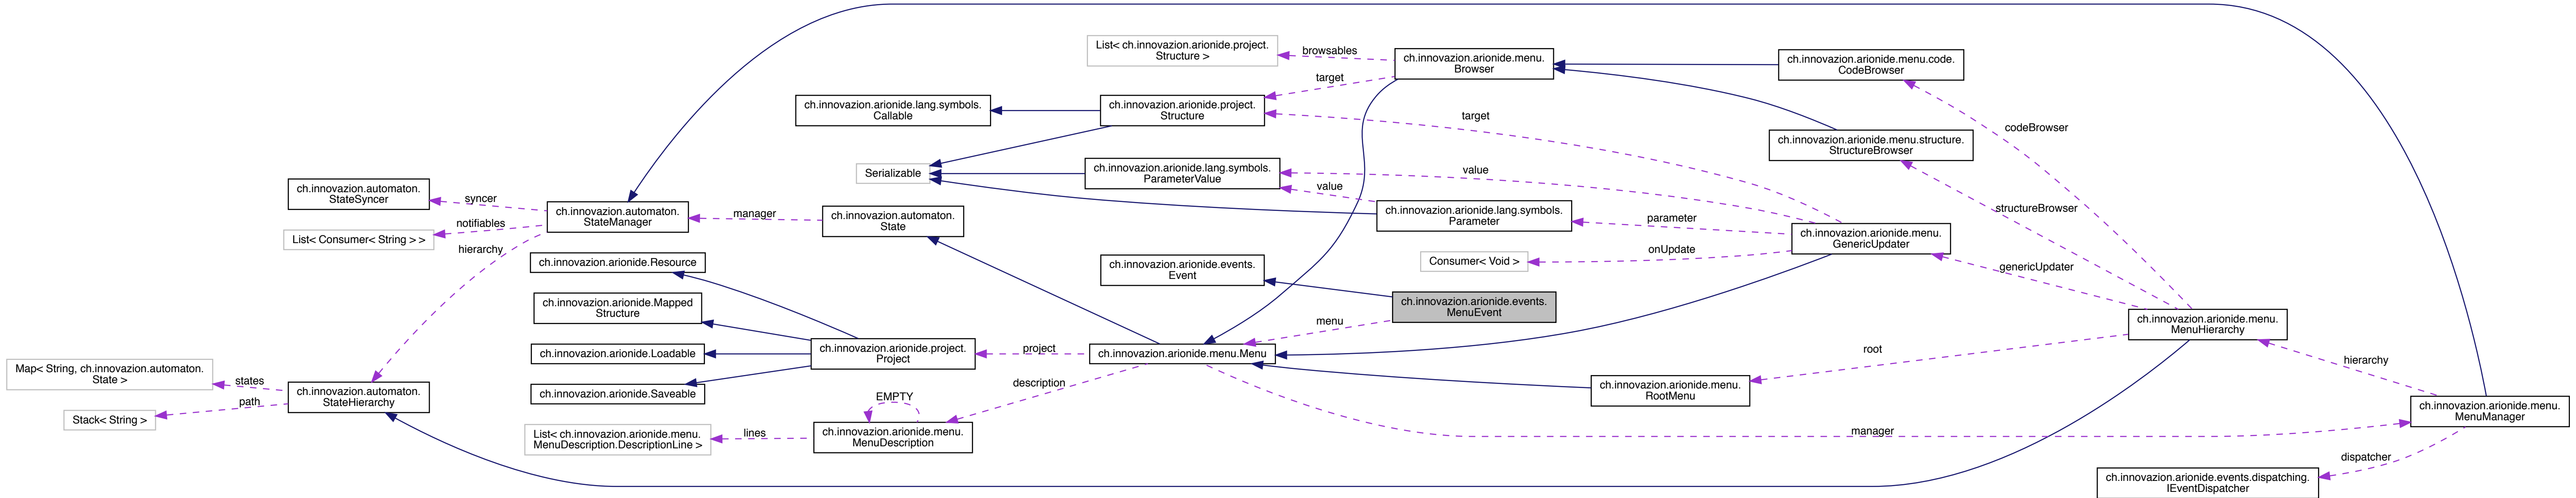 List< ch.innovazion.arionide.project.
Structure >
browsables
ch.innovazion.arionide.menu.
Browser
ch.innovazion.arionide.menu.code.
CodeBrowser
target
ch.innovazion.arionide.lang.symbols.
Callable
ch.innovazion.arionide.project.
Structure
target
codeBrowser
ch.innovazion.arionide.menu.structure.
StructureBrowser
Serializable
ch.innovazion.arionide.lang.symbols.
ParameterValue
value
value
ch.innovazion.automaton.
StateSyncer
syncer
ch.innovazion.automaton.
StateManager
manager
ch.innovazion.automaton.
State
ch.innovazion.arionide.lang.symbols.
Parameter
parameter
structureBrowser
List< Consumer< String > >
notifiables
hierarchy
ch.innovazion.arionide.menu.
GenericUpdater
onUpdate
Consumer< Void >
ch.innovazion.arionide.Resource
ch.innovazion.arionide.events.
Event
genericUpdater
ch.innovazion.arionide.Mapped
Structure
ch.innovazion.arionide.events.
MenuEvent
menu
ch.innovazion.arionide.menu.
MenuHierarchy
ch.innovazion.arionide.Loadable
ch.innovazion.arionide.project.
Project
project
ch.innovazion.arionide.menu.Menu
root
hierarchy
Map< String, ch.innovazion.automaton.
State >
states
ch.innovazion.automaton.
StateHierarchy
ch.innovazion.arionide.Saveable
description
ch.innovazion.arionide.menu.
RootMenu
path
Stack< String >
EMPTY
ch.innovazion.arionide.menu.
MenuManager
List< ch.innovazion.arionide.menu.
MenuDescription.DescriptionLine >
lines
ch.innovazion.arionide.menu.
MenuDescription
manager
dispatcher
ch.innovazion.arionide.events.dispatching.
IEventDispatcher